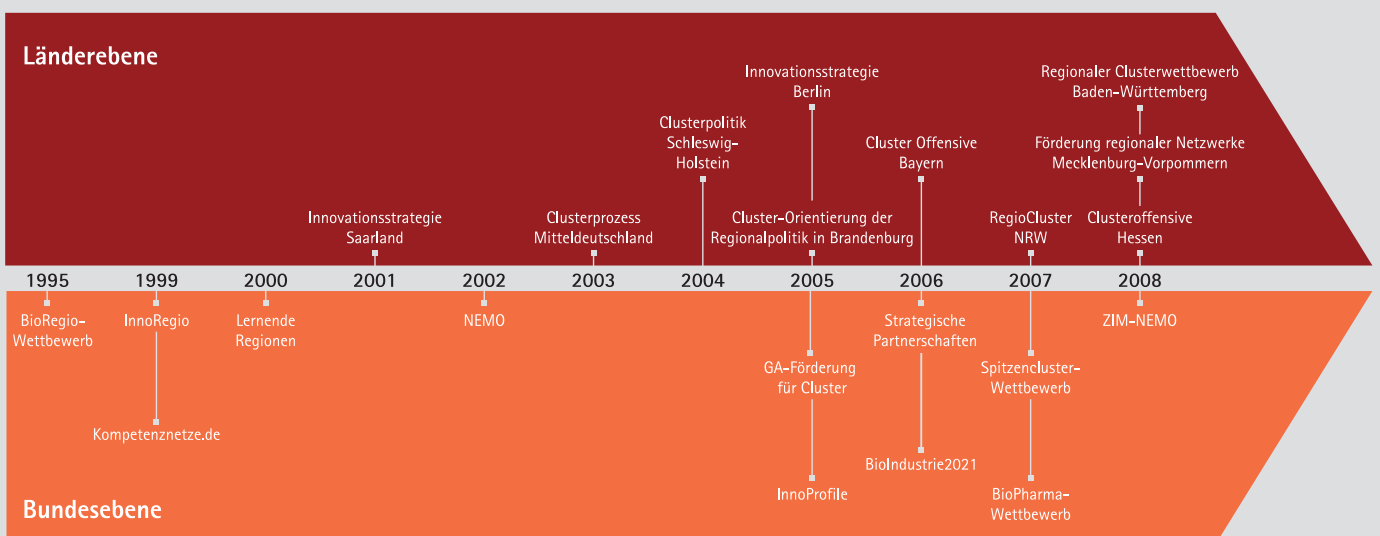 Länderebene
Innovationsstrategie
Saarland
Clusterprozess
Mitteldeutschland
Clusterpolitik
Schleswig-
Holstein
Innovationsstrategie
Berlin
Cluster-Orientierung der
Regionalpolitik in Brandenburg
Cluster Offensive
Bayern
RegioCluster
NRW
Regionaler Clusterwettbewerb
Baden-Württemberg
Förderung regionaler Netzwerke
Mecklenburg-Vorpommern
Clusteroffensive
Hessen
1995 1999 2000 2001 2002 2003 2004 2005 2006 2007 2008
BioRegio-
Wettbewerb
InnoRegio
Kompetenznetze.de
Lernende
Regionen
NEMO
GA-Förderung
für Cluster
InnoProfile
Strategische
Partnerschaften
BioIndustrie2021
Spitzencluster-
Wettbewerb
BioPharma-
Wettbewerb
ZIM-NEMO
Bundesebene